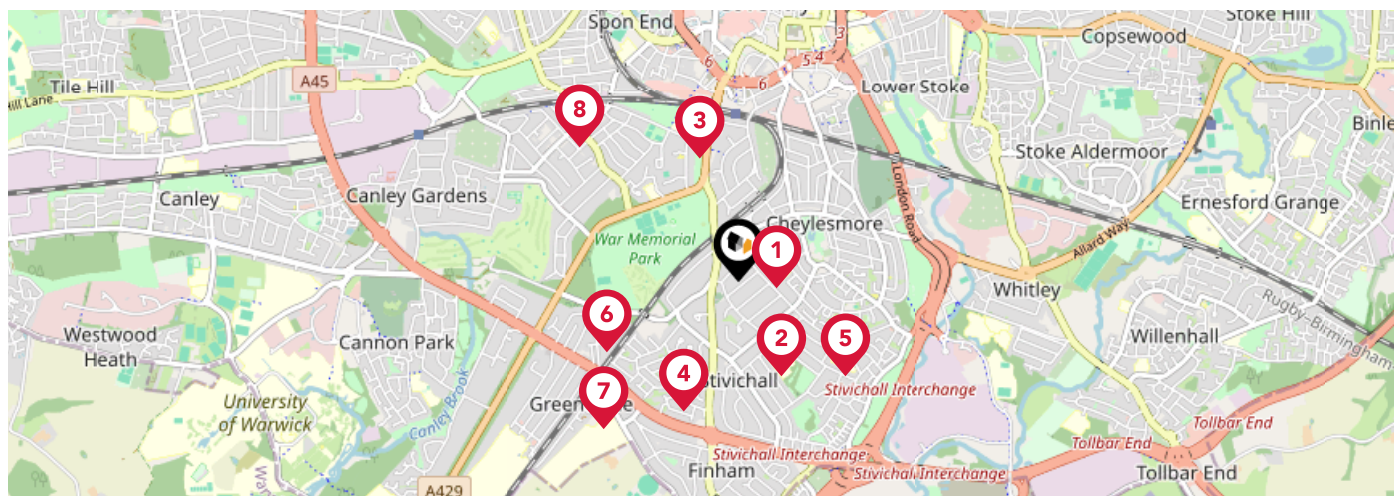 Spon End
Stoke Hill
Copsewood
A45
Tile Hill
Hill Lane
3
4
5
6
6
Lower Stoke
8
3
Stoke Aldermoor
Canley
Canley Gardens
London Road
Ernesford Grange
Cheylesmore
War Memorial
Park
1
Allard Way
Whitley
Rugby–Birmingham
6
Westwood
Heath
Cannon Park
2
5
Willenhall
4
Stivichall
Stivichall Interchange
7
University
of Warwick
Canley Brook
Tollbar End
Tollbar End
Stivichall Interchange
Finham
Stivichall Interchange
Tollbar End
A429